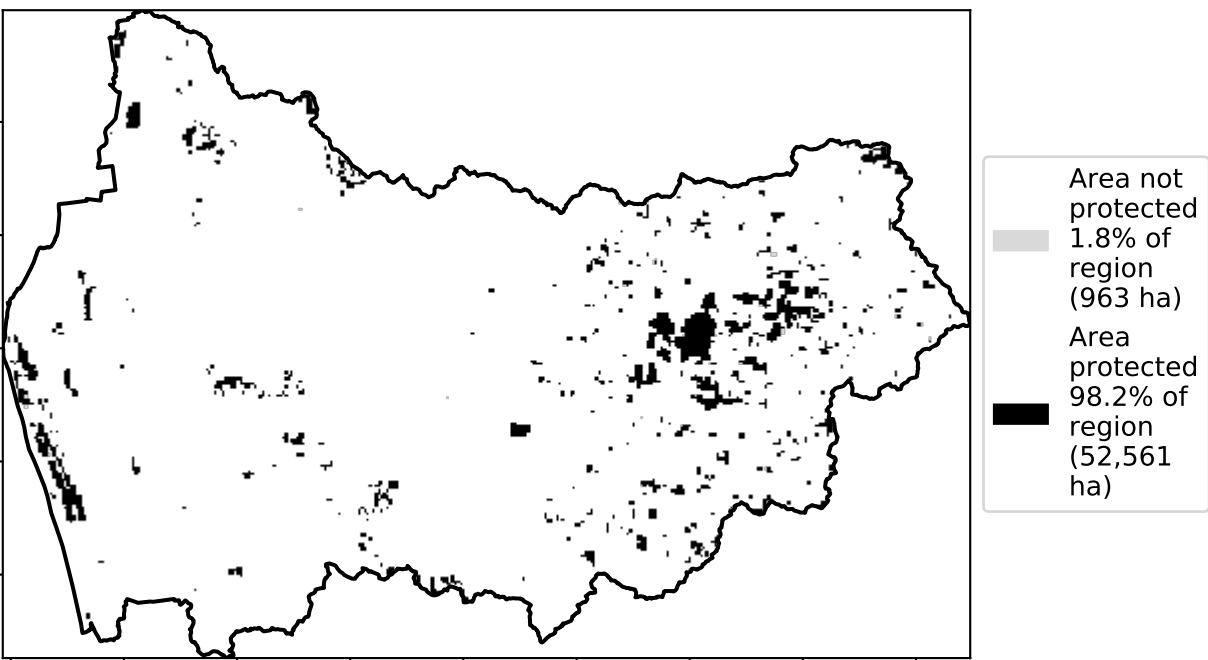 Area not
protected
1.8% of
region
(963 ha)
Area
protected
98.2% of
region
(52,561
ha)